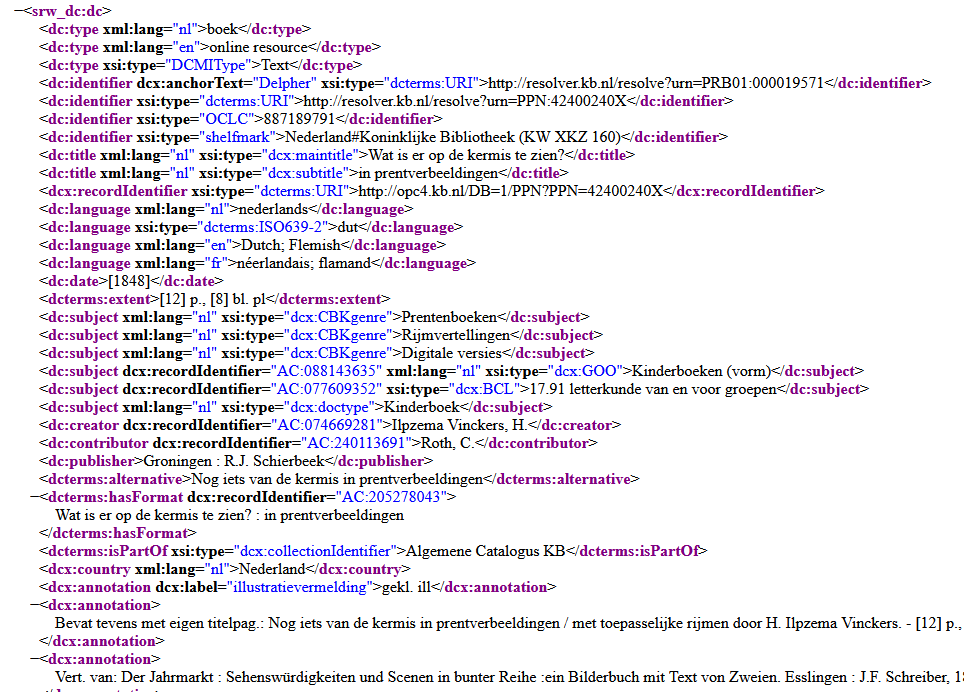 —<srw_dc:dc>
<dc:type xml:lang="nl">boek</dc:type>
<dc:type xml:lang="en">online resource</dc:type>
<dc:type xsi:type="DCMIType">Text</dc:type>
<dc:identifier dcx:anchorText="Delpher" xsi:type="dcterms:URI">http://resolver.kb.nl/resolve?urn=PRB01:000019571</dc:identifier>
<dc:identifier xsi:type="dcterms:URI">http://resolver.kb.nl/resolve?urn=PPN:42400240X</dc:identifier>
<dc:identifier xsi:type="OCLC">887189791</dc:identifier>
<dc:identifier xsi:type="shelfmark">Nederland#Koninklijke Bibliotheek (KW XKZ 160)</dc:identifier>
<dc:title xml:lang="nl" xsi:type="dcx:maintitle">Wat is er op de kermis te zien?</dc:title>
<dc:title xml:lang="nl" xsi:type="dcx:subtitle">in prentverbeeldingen</dc:title>
<dcx:recordIdentifier xsi:type="dcterms:URI">http://opc4.kb.nl/DB=1/PPN?PPN=42400240X</dcx:recordIdentifier>
<dc:language xml:lang="nl">nederlands</dc:language>
<dc:language xsi:type="dcterms:ISO639-2">dut</dc:language>
<dc:language xml:lang="en">Dutch; Flemish</dc:language>
<dc:language xml:lang="fr">néerlandais; flamand</dc:language>
<dc:date>[1848]</dc:date>
<dcterms:extent>[12] p., [8] bl. pl</dcterms:extent>
<dc:subject xml:lang="nl" xsi:type="dcx:CBKgenre">Prentenboeken</dc:subject>
<dc:subject xml:lang="nl" xsi:type="dcx:CBKgenre">Rijmvertellingen</dc:subject>
<dc:subject xml:lang="nl" xsi:type="dcx:CBKgenre">Digitale versies</dc:subject>
<dc:subject dcx:recordIdentifier="AC:088143635" xml:lang="nl" xsi:type="dcx:GOO">Kinderboeken (vorm)</dc:subject>
<dc:subject dcx:recordIdentifier="AC:077609352" xsi:type="dcx:BCL">17.91 letterkunde van en voor groepen</dc:subject>
<dc:subject xml:lang="nl" xsi:type="dcx:doctype">Kinderboek</dc:subject>
<dc:creator dcx:recordIdentifier="AC:074669281">Ilpzema Vinckers, H.</dc:creator>
<dc:contributor dcx:recordIdentifier="AC:240113691">Roth, C.</dc:contributor>
<dc:publisher>Groningen : R.J. Schierbeek</dc:publisher>
<dcterms:alternative>Nog iets van de kermis in prentverbeeldingen</dcterms:alternative>
—<dcterms:hasFormat dcx:recordIdentifier="AC:205278043">
Wat is er op de kermis te zien? : in prentverbeeldingen
</dcterms:hasFormat>
<dcterms:isPartOf xsi:type="dcx:collectionIdentifier">Algemene Catalogus KB</dcterms:isPartOf>
<dcx:country xml:lang="nl">Nederland</dcx:country>
<dcx:annotation dcx:label="illustratievermelding">gekl. ill</dcx:annotation>
—<dcx:annotation>
Bevat tevens met eigen titelpag.: Nog iets van de kermis in prentverbeeldingen / met toepasselijke rijmen door H. Ilpzema Vinckers. - [12] p.,
</dcx:annotation>
—<dcx:annotation>
Vert. van: Der Jahrmarkt : Sehenswürdigkeiten und Scenen in bunter Reihe :ein Bilderbuch mit Text von Zweien. Esslingen : J.F. Schreiber,